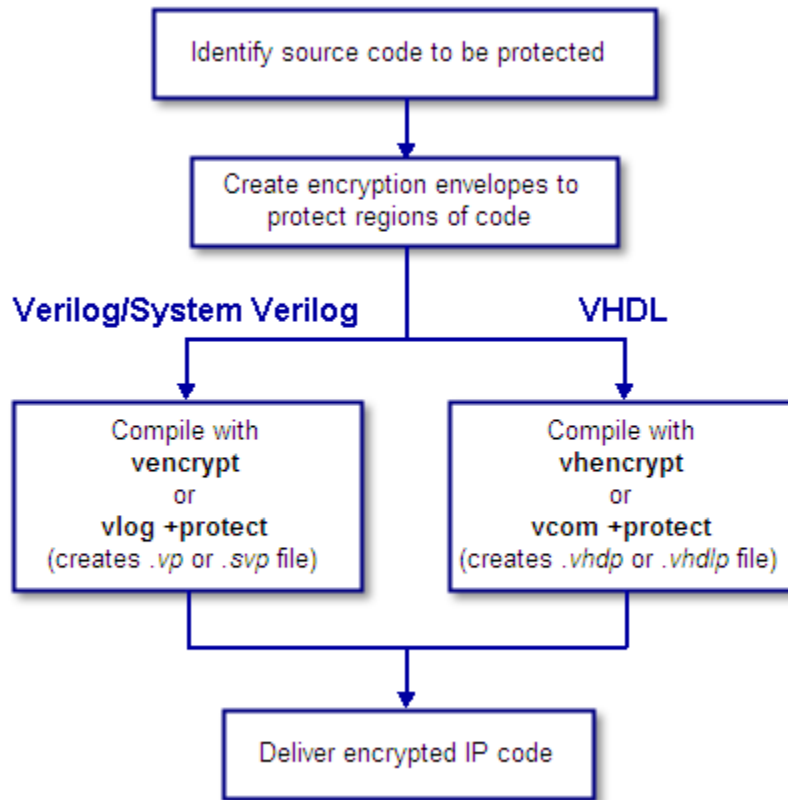 Identify source code to be protected
Create encryption envelopes to
protect regions of code
Verilog/System Verilog
VHDL
Compile with
vencrypt
or
vlog +protect
(creates .vp or .svp file)
Compile with
vhencrypt
or
vcom +protect
(creates .vhdp or .vhdlp file)
Deliver encrypted IP code